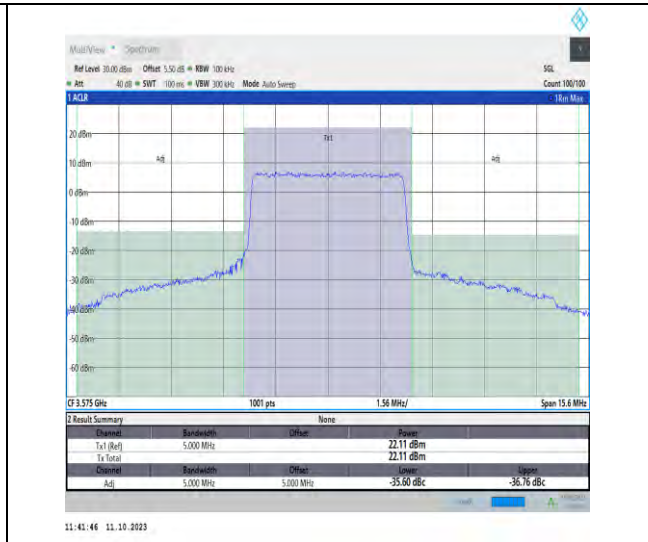 MultiView Spectrum
Ref Level 30.00 dBm Offset 5.50 dB RBW 100 kHz SGL
Att 40 dB SWT 100 ms VBW 300 kHz Mode Auto Sweep Count 100/100
1 ACLR 1Rm Max
Tx1
20 dBm
Adj Adj
10 dBm
0 dBm
-10 dBm
-20 dBm
-30 dBm
-40 dBm
-50 dBm
-60 dBm
CF 3.575 GHz 1001 pts 1.56 MHz/ Span 15.6 MHz
2 Result Summary None
Channel Bandwidth Offset Power
Tx1 (Ref) 5.000 MHz 22.11 dBm
Tx Total 22.11 dBm
Channel Bandwidth Offset Lower Upper
Adj 5.000 MHz 5.000 MHz -35.60 dBc -36.76 dBc
11:41:46 11.10.2023